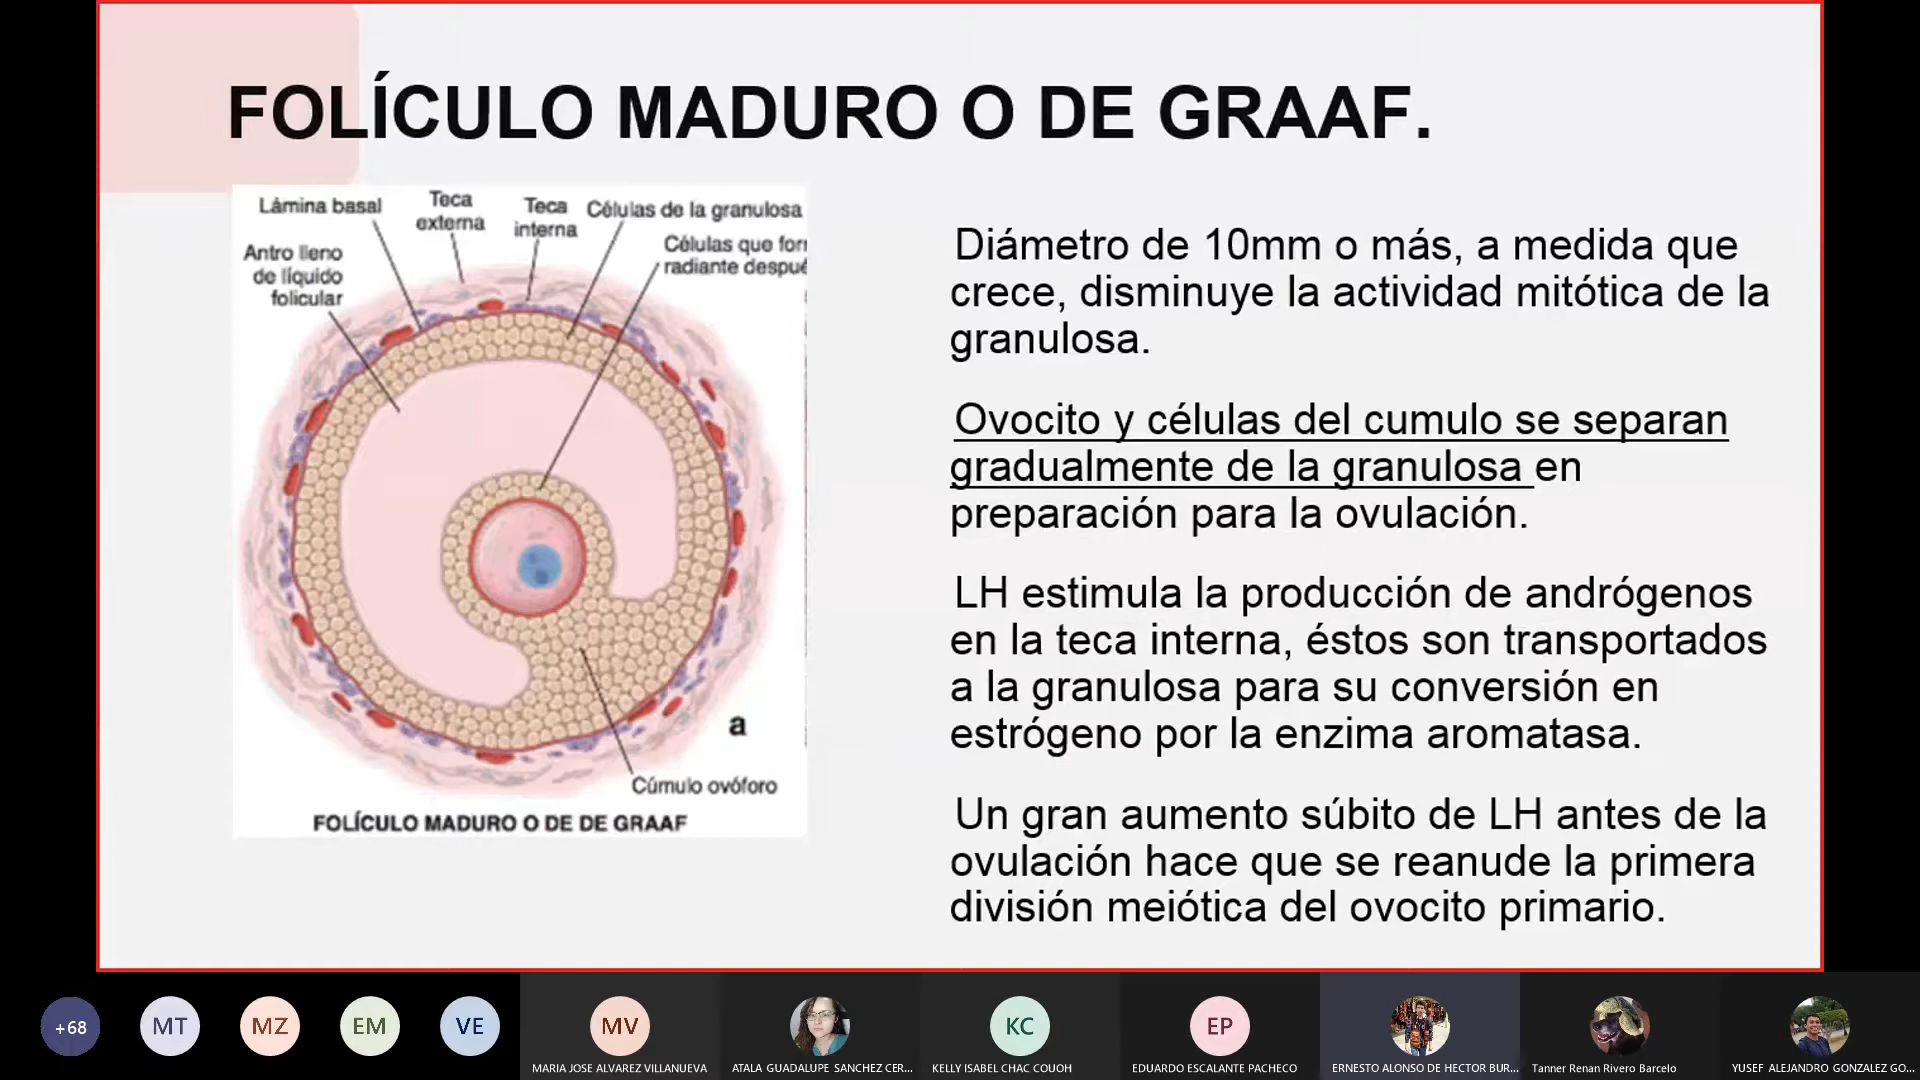 FOLÍCULO MADURO O DE GRAAF.
Lámina basal
Teca
externa
Teca
interna
Células de la granulosa
Antro lleno
de líquido
folicular
Células que
radiante
a
Cúmulo ovóforo
FOLÍCULO MADURO O DE DE GRAAF
Diámetro de 10mm o más, a medida que
crece, disminuye la actividad mitótica de la
granulosa.
Ovocito y células del cumulo se separan
gradualmente de la granulosa en
preparación para la ovulación.
LH estimula la producción de andrógenos
en la teca interna, éstos son transportados
a la granulosa para su conversión en
estrógeno por la enzima aromatasa.
Un gran aumento súbito de LH antes de la
ovulación hace que se reanude la primera
división meiótica del ovocito primario.
+68
MT
MZ
EM
VE
MV
KC
EP
MARIA JOSE ALVAREZ VILLANUEVA
ATALA GUADALUPE SANCHEZ CER...
KELLY ISABEL CHAC COUOH
EDUARDO ESCALANTE PACHECO
ERNESTO ALONSO DE HECTOR BUR...
Tanner Renan Rivero Barcelo
YUSEF ALEJANDRO GONZALEZ GO...